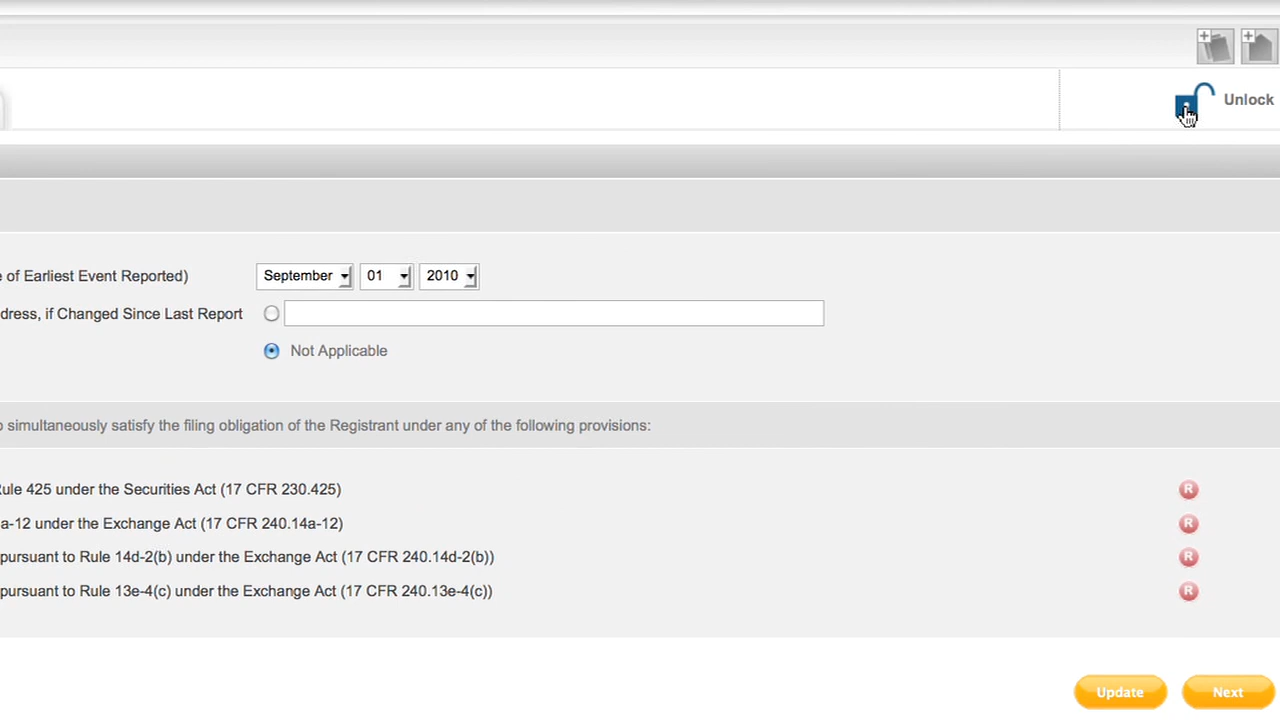 Unlock
e of Earliest Event Reported) September 01 2010
dress, if Changed Since Last Report
Not Applicable
o simultaneously satisfy the filing obligation of the Registrant under any of the following provisions:
Rule 425 under the Securities Act (17 CFR 230.425) R
a-12 under the Exchange Act (17 CFR 240.14a-12) R
pursuant to Rule 14d-2(b) under the Exchange Act (17 CFR 240.14d-2(b)) R
pursuant to Rule 13e-4(c) under the Exchange Act (17 CFR 240.13e-4(c)) R
Update Next